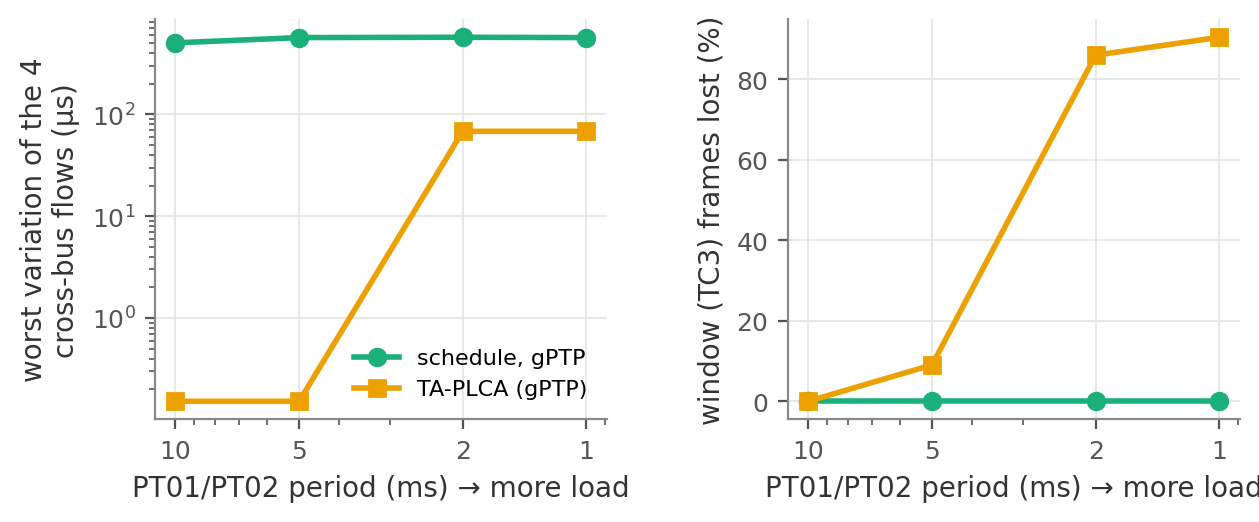 worst variation of the 4
cross-bus flows (µs)
10²
10¹
10⁰
schedule, gPTP
TA-PLCA (gPTP)
10
5
2
1
PT01/PT02 period (ms) → more load
window (TC3) frames lost (%)
80
60
40
20
0
10
5
2
1
PT01/PT02 period (ms) → more load